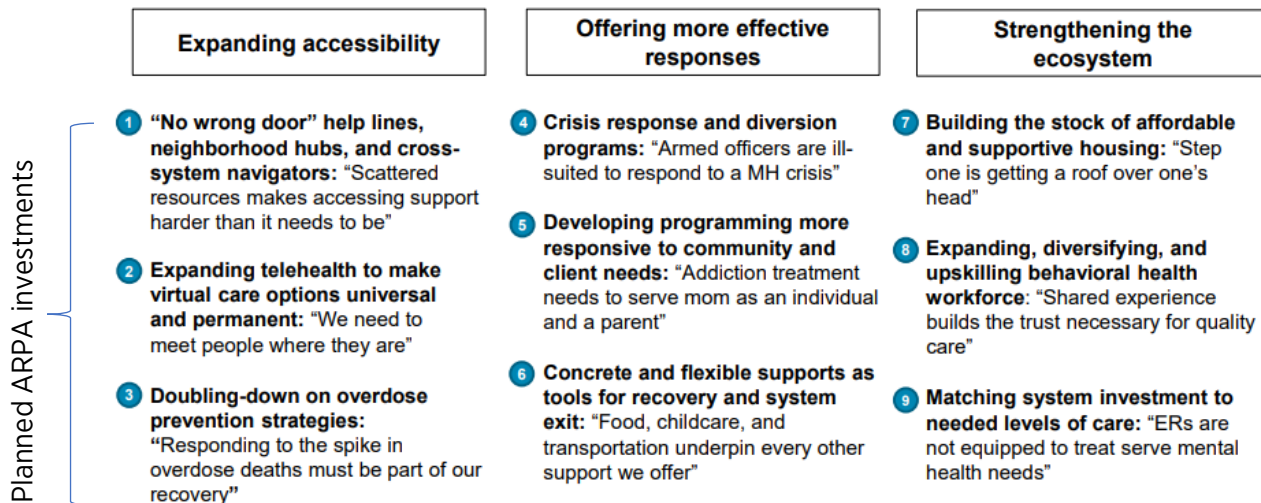 Planned ARPA investments
Expanding accessibility
1
“No wrong door” help lines,
neighborhood hubs, and cross-
system navigators: “Scattered
resources makes accessing support
harder than it needs to be”
2
Expanding telehealth to make
virtual care options universal
and permanent: “We need to
meet people where they are”
3
Doubling-down on overdose
prevention strategies:
“Responding to the spike in
overdose deaths must be part of our
recovery”
Offering more effective
responses
4
Crisis response and diversion
programs: “Armed officers are ill-
suited to respond to a MH crisis”
5
Developing programming more
responsive to community and
client needs: “Addiction treatment
needs to serve mom as an individual
and a parent”
6
Concrete and flexible supports as
tools for recovery and system
exit: “Food, childcare, and
transportation underpin every other
support we offer”
Strengthening the
ecosystem
7
Building the stock of affordable
and supportive housing: “Step
one is getting a roof over one’s
head”
8
Expanding, diversifying, and
upskilling behavioral health
workforce: “Shared experience
builds the trust necessary for quality
care”
9
Matching system investment to
needed levels of care: “ERs are
not equipped to treat serve mental
health needs”